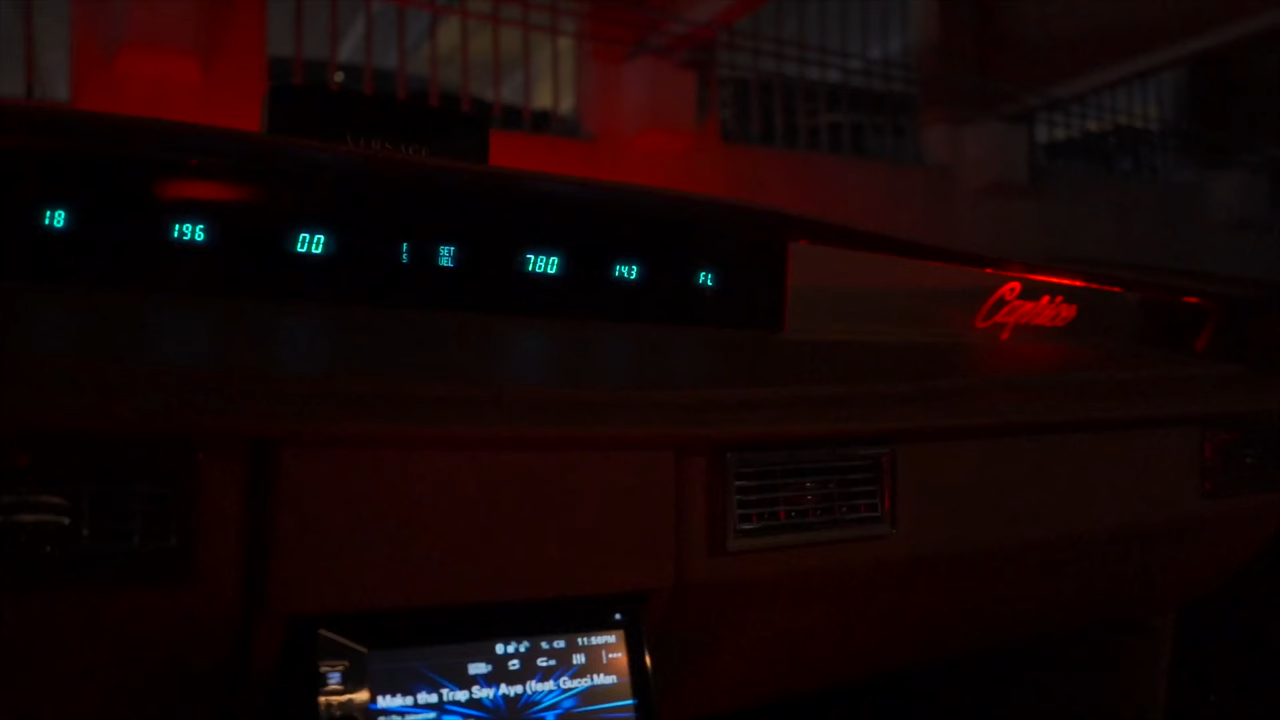 VERSACE
18 196 00 SET 780 14.3 FL
UEL
Caprice
11:56PM
Make tha Trap Say Aye (feat. Gucci Man